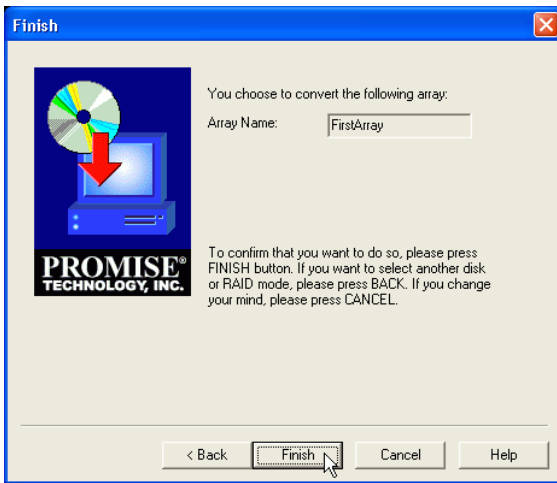 Finish
You choose to convert the following array:
Array Name: FirstArray
To confirm that you want to do so, please press
FINISH button. If you want to select another disk
or RAID mode, please press BACK. If you change
your mind, please press CANCEL.
PROMISE®
TECHNOLOGY, INC.
< Back Finish Cancel Help